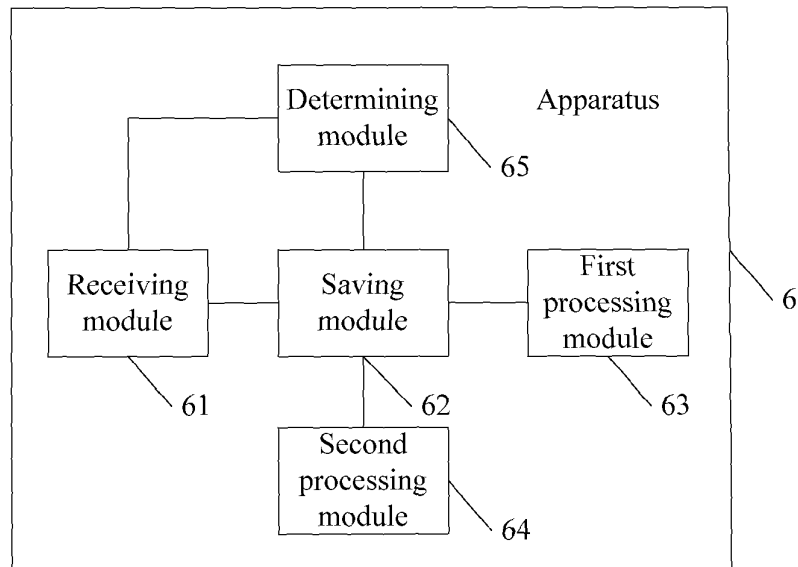 Determining
module
Apparatus
65
Receiving
module
Saving
module
First
processing
module
6
61
62
63
Second
processing
module
64